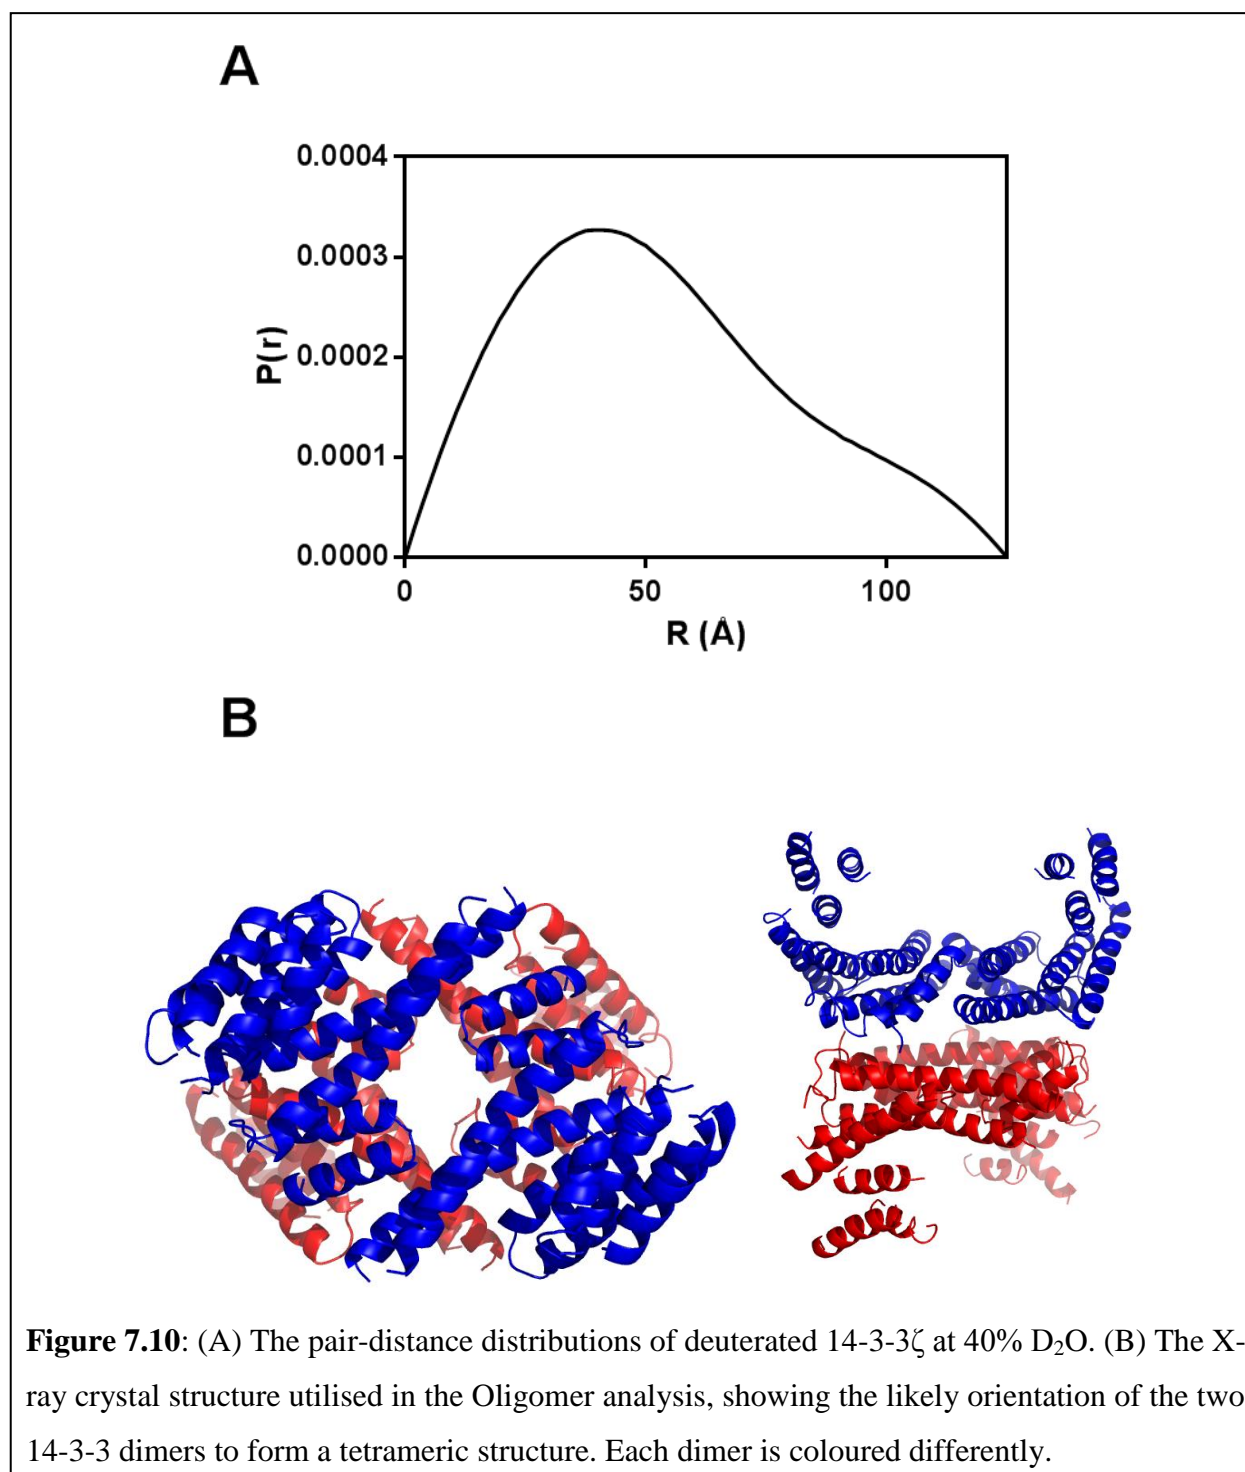 A
0.0004
0.0003
0.0002
0.0001
0.0000
P(r)
0
50
100
R (Å)
B
Figure 7.10: (A) The pair-distance distributions of deuterated 14-3-3ζ at 40% D₂O. (B) The X-
ray crystal structure utilised in the Oligomer analysis, showing the likely orientation of the two
14-3-3 dimers to form a tetrameric structure. Each dimer is coloured differently.